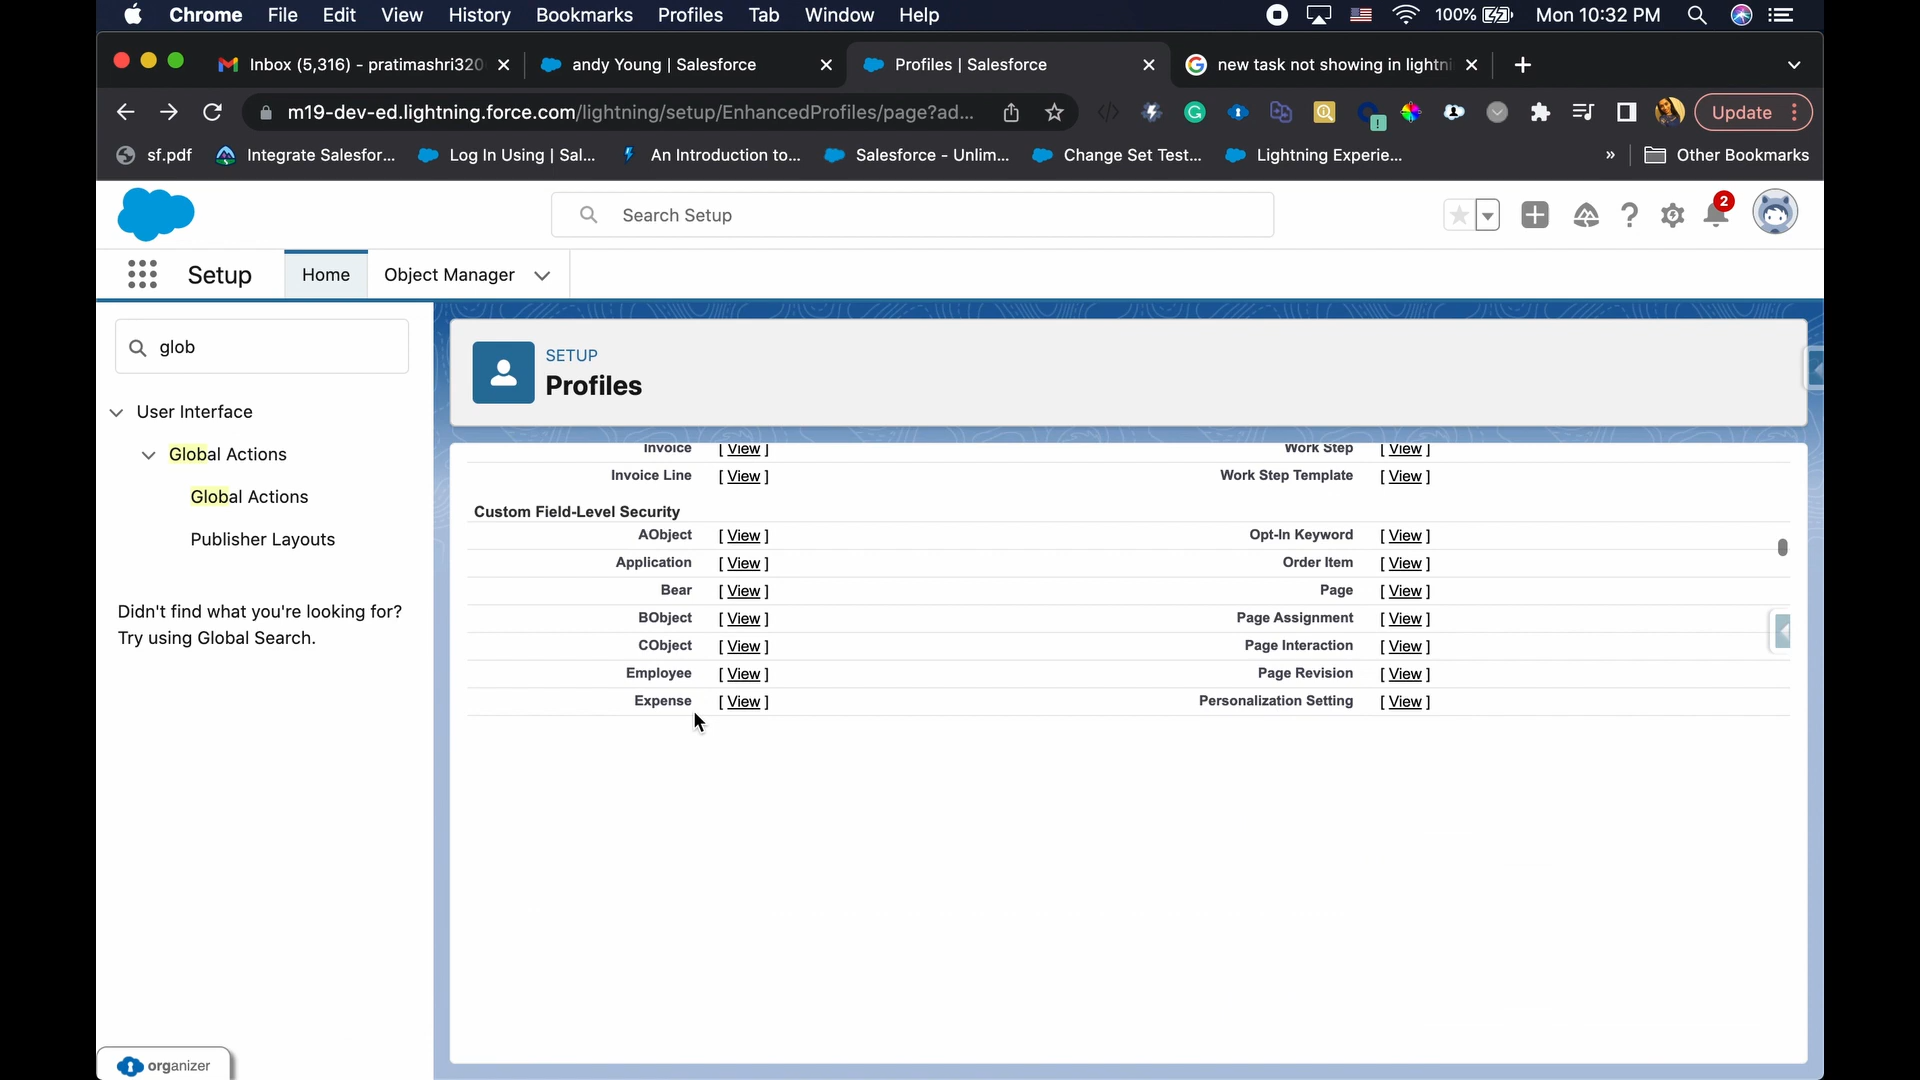 Chrome File Edit View History Bookmarks Profiles Tab Window Help 100% Mon 10:32 PM
Inbox (5,316) - pratimashri320 andy Young | Salesforce Profiles | Salesforce new task not showing in lightni
m19-dev-ed.lightning.force.com/lightning/setup/EnhancedProfiles/page?ad... Update
sf.pdf Integrate Salesfor... Log In Using | Sal... An Introduction to... Salesforce - Unlim... Change Set Test... Lightning Experie... » Other Bookmarks
Search Setup 2
Setup Home Object Manager
glob
User Interface
Global Actions
Global Actions
Publisher Layouts
Didn't find what you're looking for?
Try using Global Search.
organizer
SETUP
Profiles
Invoice [ View ] Work Step [ View ]
Invoice Line [ View ] Work Step Template [ View ]
Custom Field-Level Security
AObject [ View ] Opt-In Keyword [ View ]
Application [ View ] Order Item [ View ]
Bear [ View ] Page [ View ]
BObject [ View ] Page Assignment [ View ]
CObject [ View ] Page Interaction [ View ]
Employee [ View ] Page Revision [ View ]
Expense [ View ] Personalization Setting [ View ]